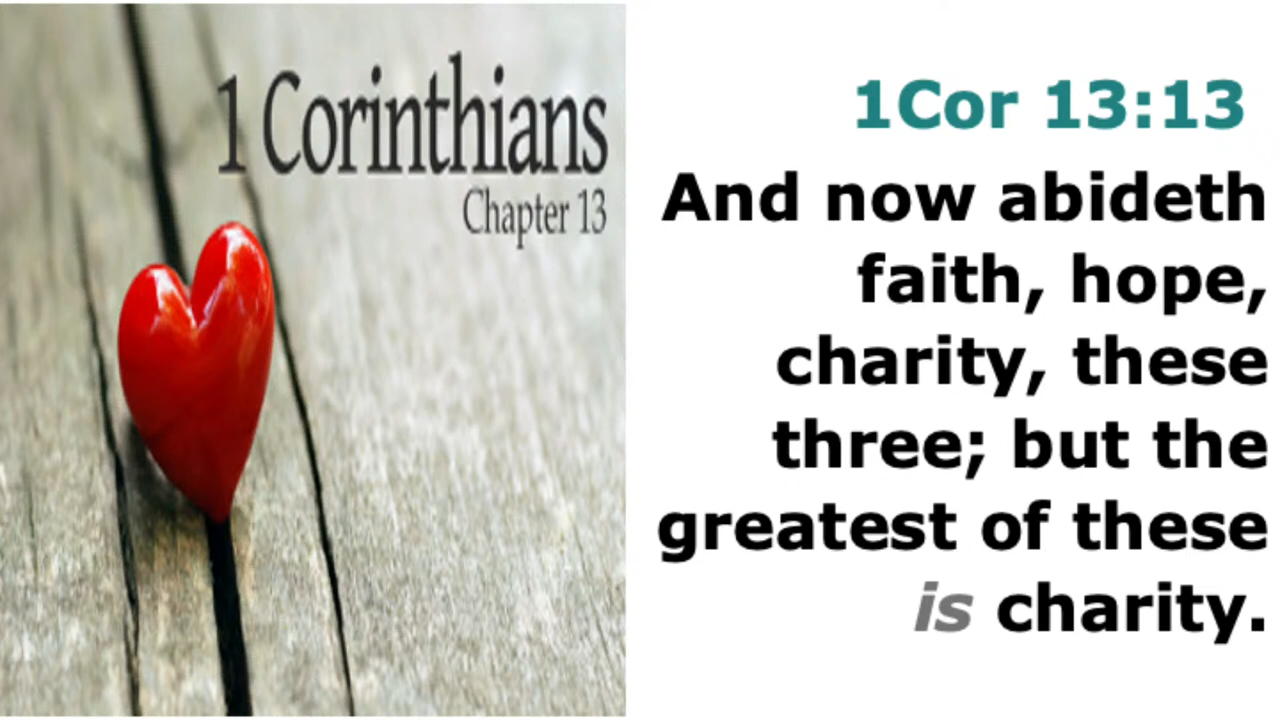 1 Corinthians
Chapter 13
1Cor 13:13
And now abideth
faith, hope,
charity, these
three; but the
greatest of these
is charity.